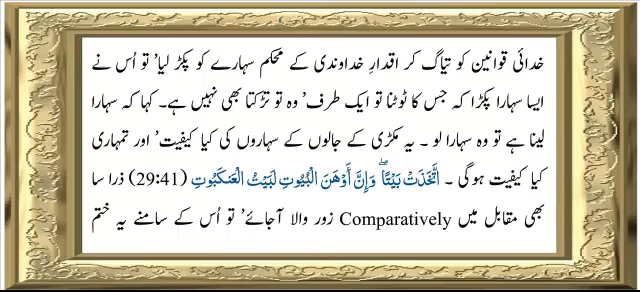 خدائی قوانین کو تیاگ کر اقدارِ خداوندی کے محکم سہارے کو پکڑ لیا’ تو اُس نے
ایسا سہارا پکڑا کہ جس کا ٹوٹنا تو ایک طرف’ وہ تو تڑکتا بھی نہیں ہے۔ کہا کہ سہارا
لینا ہے تو وہ سہارا لو ۔ یہ مکڑی کے جالوں کے سہاروں کی کیا کیفیت’ اور تمہاری
کیا کیفیت ہوگی ۔ اتَّخَذَتْ بَيْتًا ۖ وَإِنَّ أَوْهَنَ الْبُيُوتِ لَبَيْتُ الْعَنكَبُوتِ (29:41) ذرا سا
بھی مقابل میں Comparatively زور والا آجائے’ تو اُس کے سامنے یہ ختم